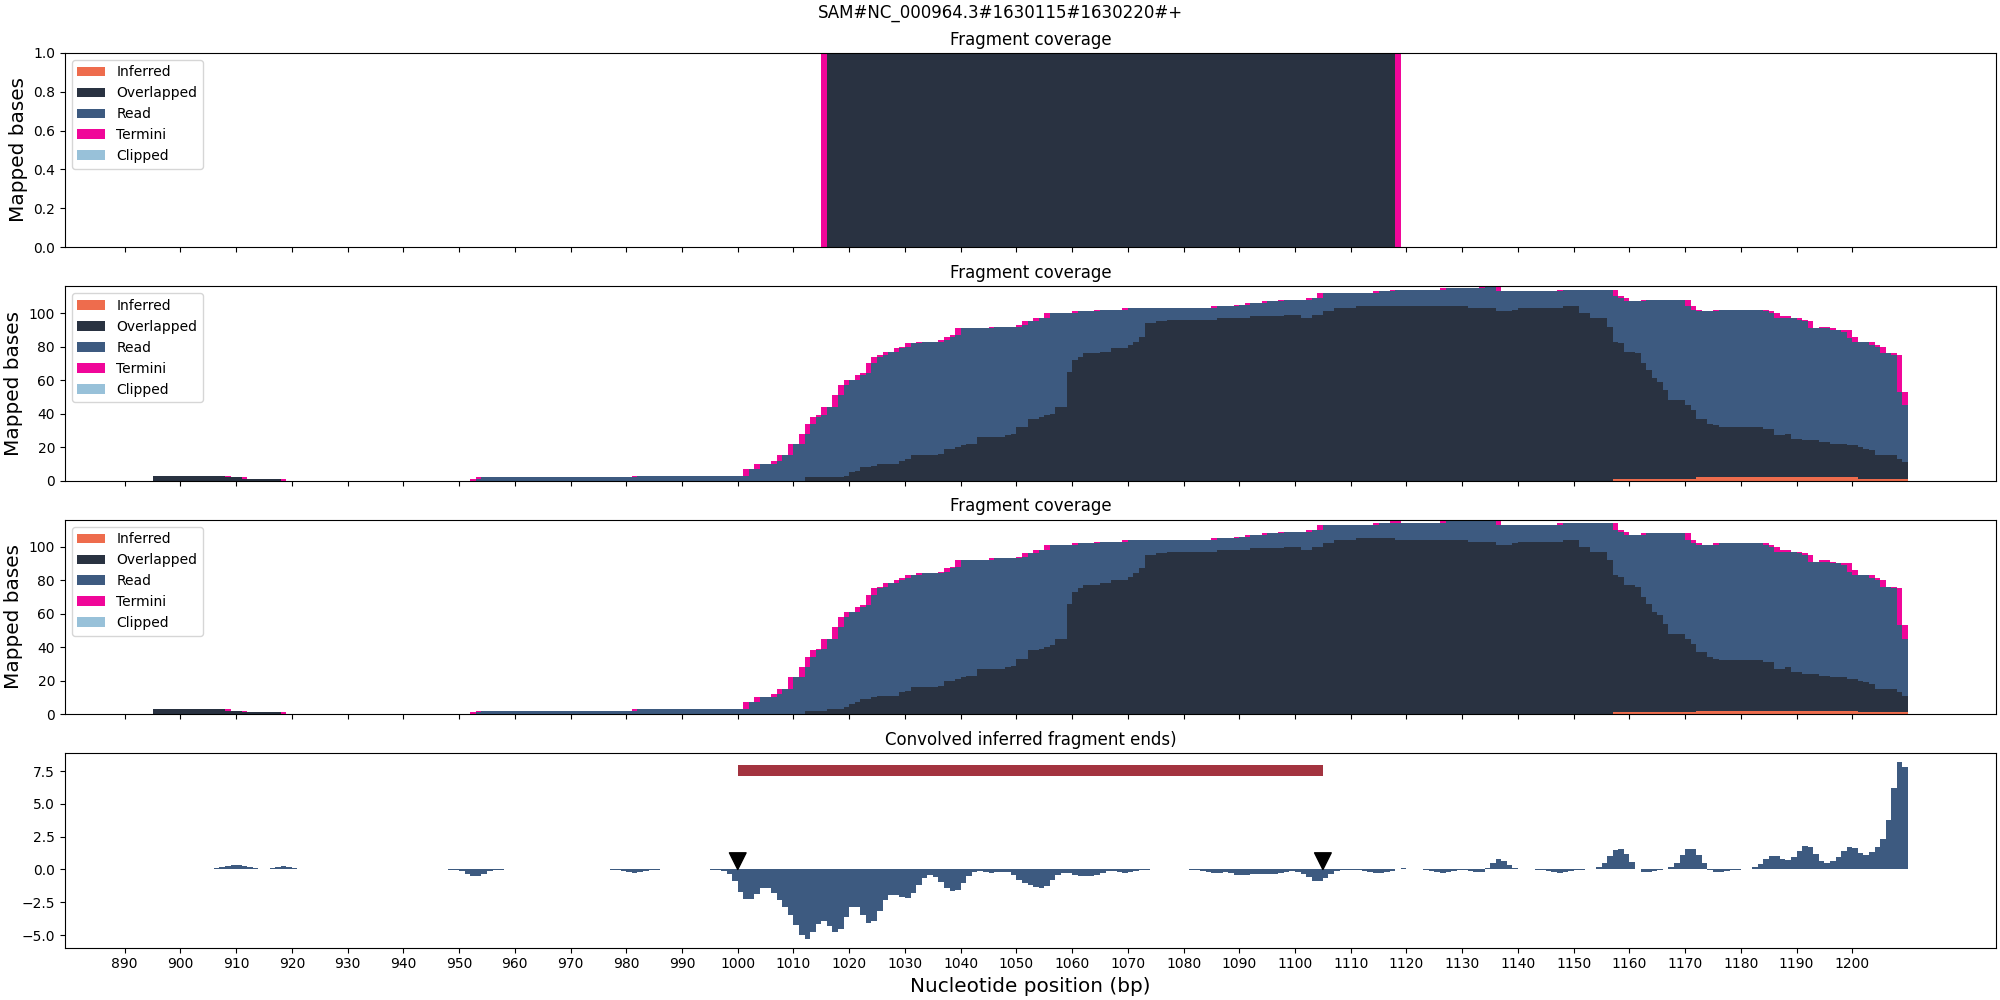 SAM#NC_000964.3#1630115#1630220#+
Fragment coverage
Mapped bases
1.0
0.8
0.6
0.4
0.2
0.0
Inferred
Overlapped
Read
Termini
Clipped
Fragment coverage
Mapped bases
100
80
60
40
20
0
Inferred
Overlapped
Read
Termini
Clipped
Fragment coverage
Mapped bases
100
80
60
40
20
0
Inferred
Overlapped
Read
Termini
Clipped
Convolved inferred fragment ends)
7.5
5.0
2.5
0.0
−2.5
−5.0
890 900 910 920 930 940 950 960 970 980 990 1000 1010 1020 1030 1040 1050 1060 1070 1080 1090 1100 1110 1120 1130 1140 1150 1160 1170 1180 1190 1200
Nucleotide position (bp)